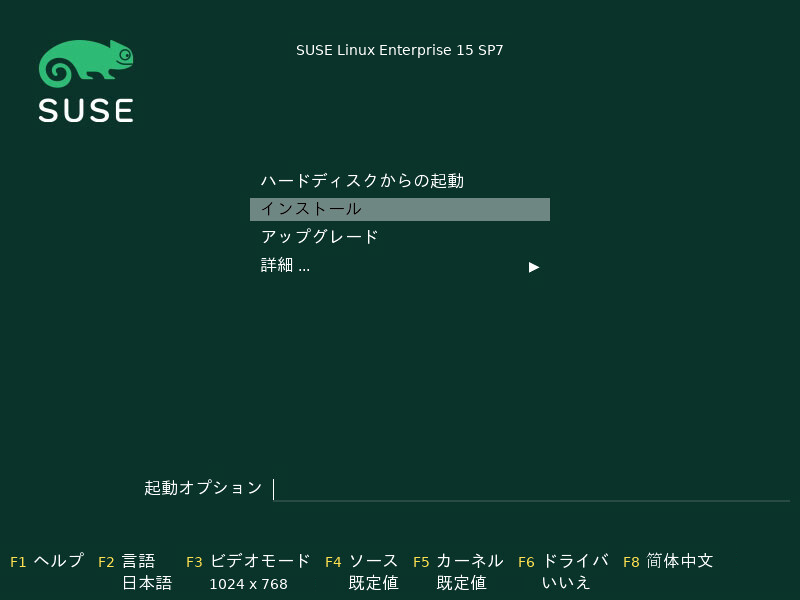 SUSE
SUSE Linux Enterprise 15 SP7
ハードディスクからの起動
インストール
アップグレード
詳細 ...
起動オプション
F1 ヘルプ F2 言語 F3 ビデオモード F4 ソース F5 カーネル F6 ドライバ F8 简体中文
日本語 1024 x 768 既定値 既定値 いいえ